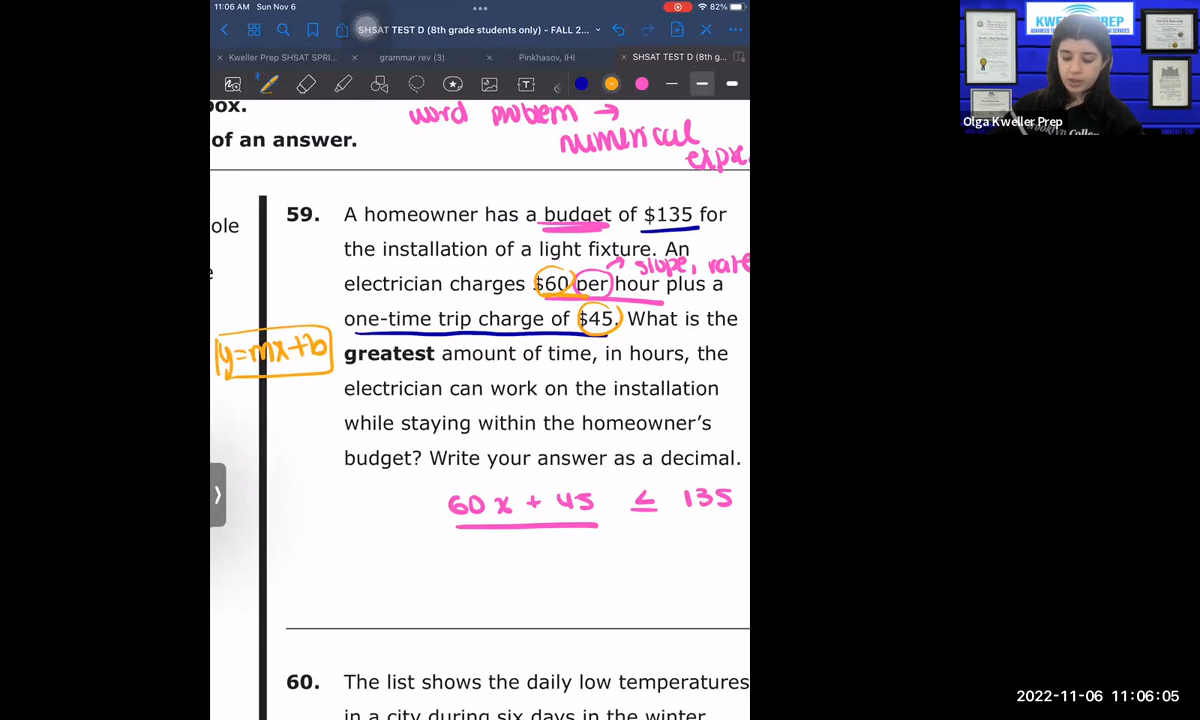 11:06 AM Sun Nov 6
82%
SHSAT TEST D (8th grade students only) - FALL 2...
Kweller Prep SHSAT SPRI...
grammar rev (3)
Pinkhasov, IHI
SHSAT TEST D (8th g...
box.
word problem →
of an answer.
numerical
expre
ole
59. A homeowner has a budget of $135 for
the installation of a light fixture. An
slope, rate
electrician charges $60 per hour plus a
one-time trip charge of $45. What is the
y=mx+b
greatest amount of time, in hours, the
electrician can work on the installation
while staying within the homeowner's
budget? Write your answer as a decimal.
60x + 45 ≤ 135
60. The list shows the daily low temperatures
in a city during six days in the winter.
Olga Kweller Prep
2022-11-06 11:06:05